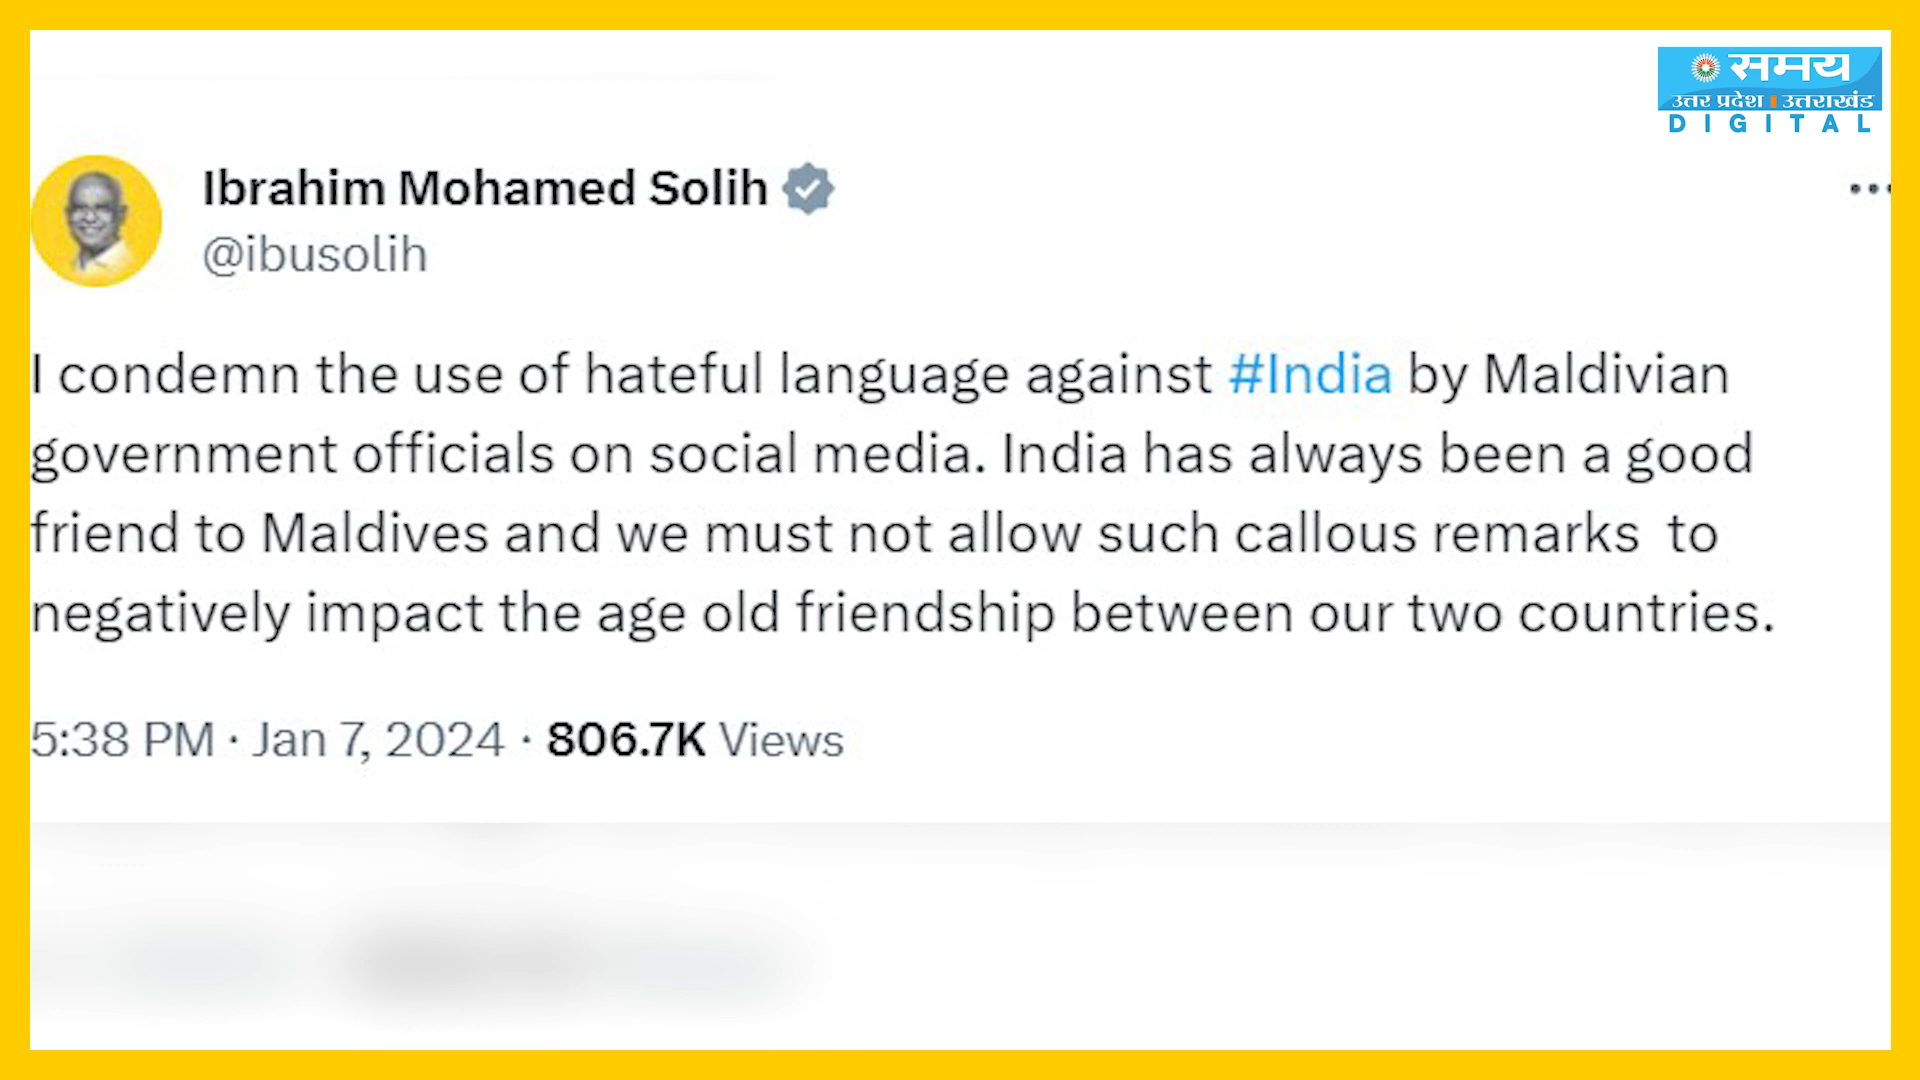 समय
उत्तर प्रदेश | उत्तराखंड
DIGITAL
Ibrahim Mohamed Solih
@ibusolih
I condemn the use of hateful language against #India by Maldivian
government officials on social media. India has always been a good
friend to Maldives and we must not allow such callous remarks to
negatively impact the age old friendship between our two countries.
5:38 PM · Jan 7, 2024 · 806.7K Views